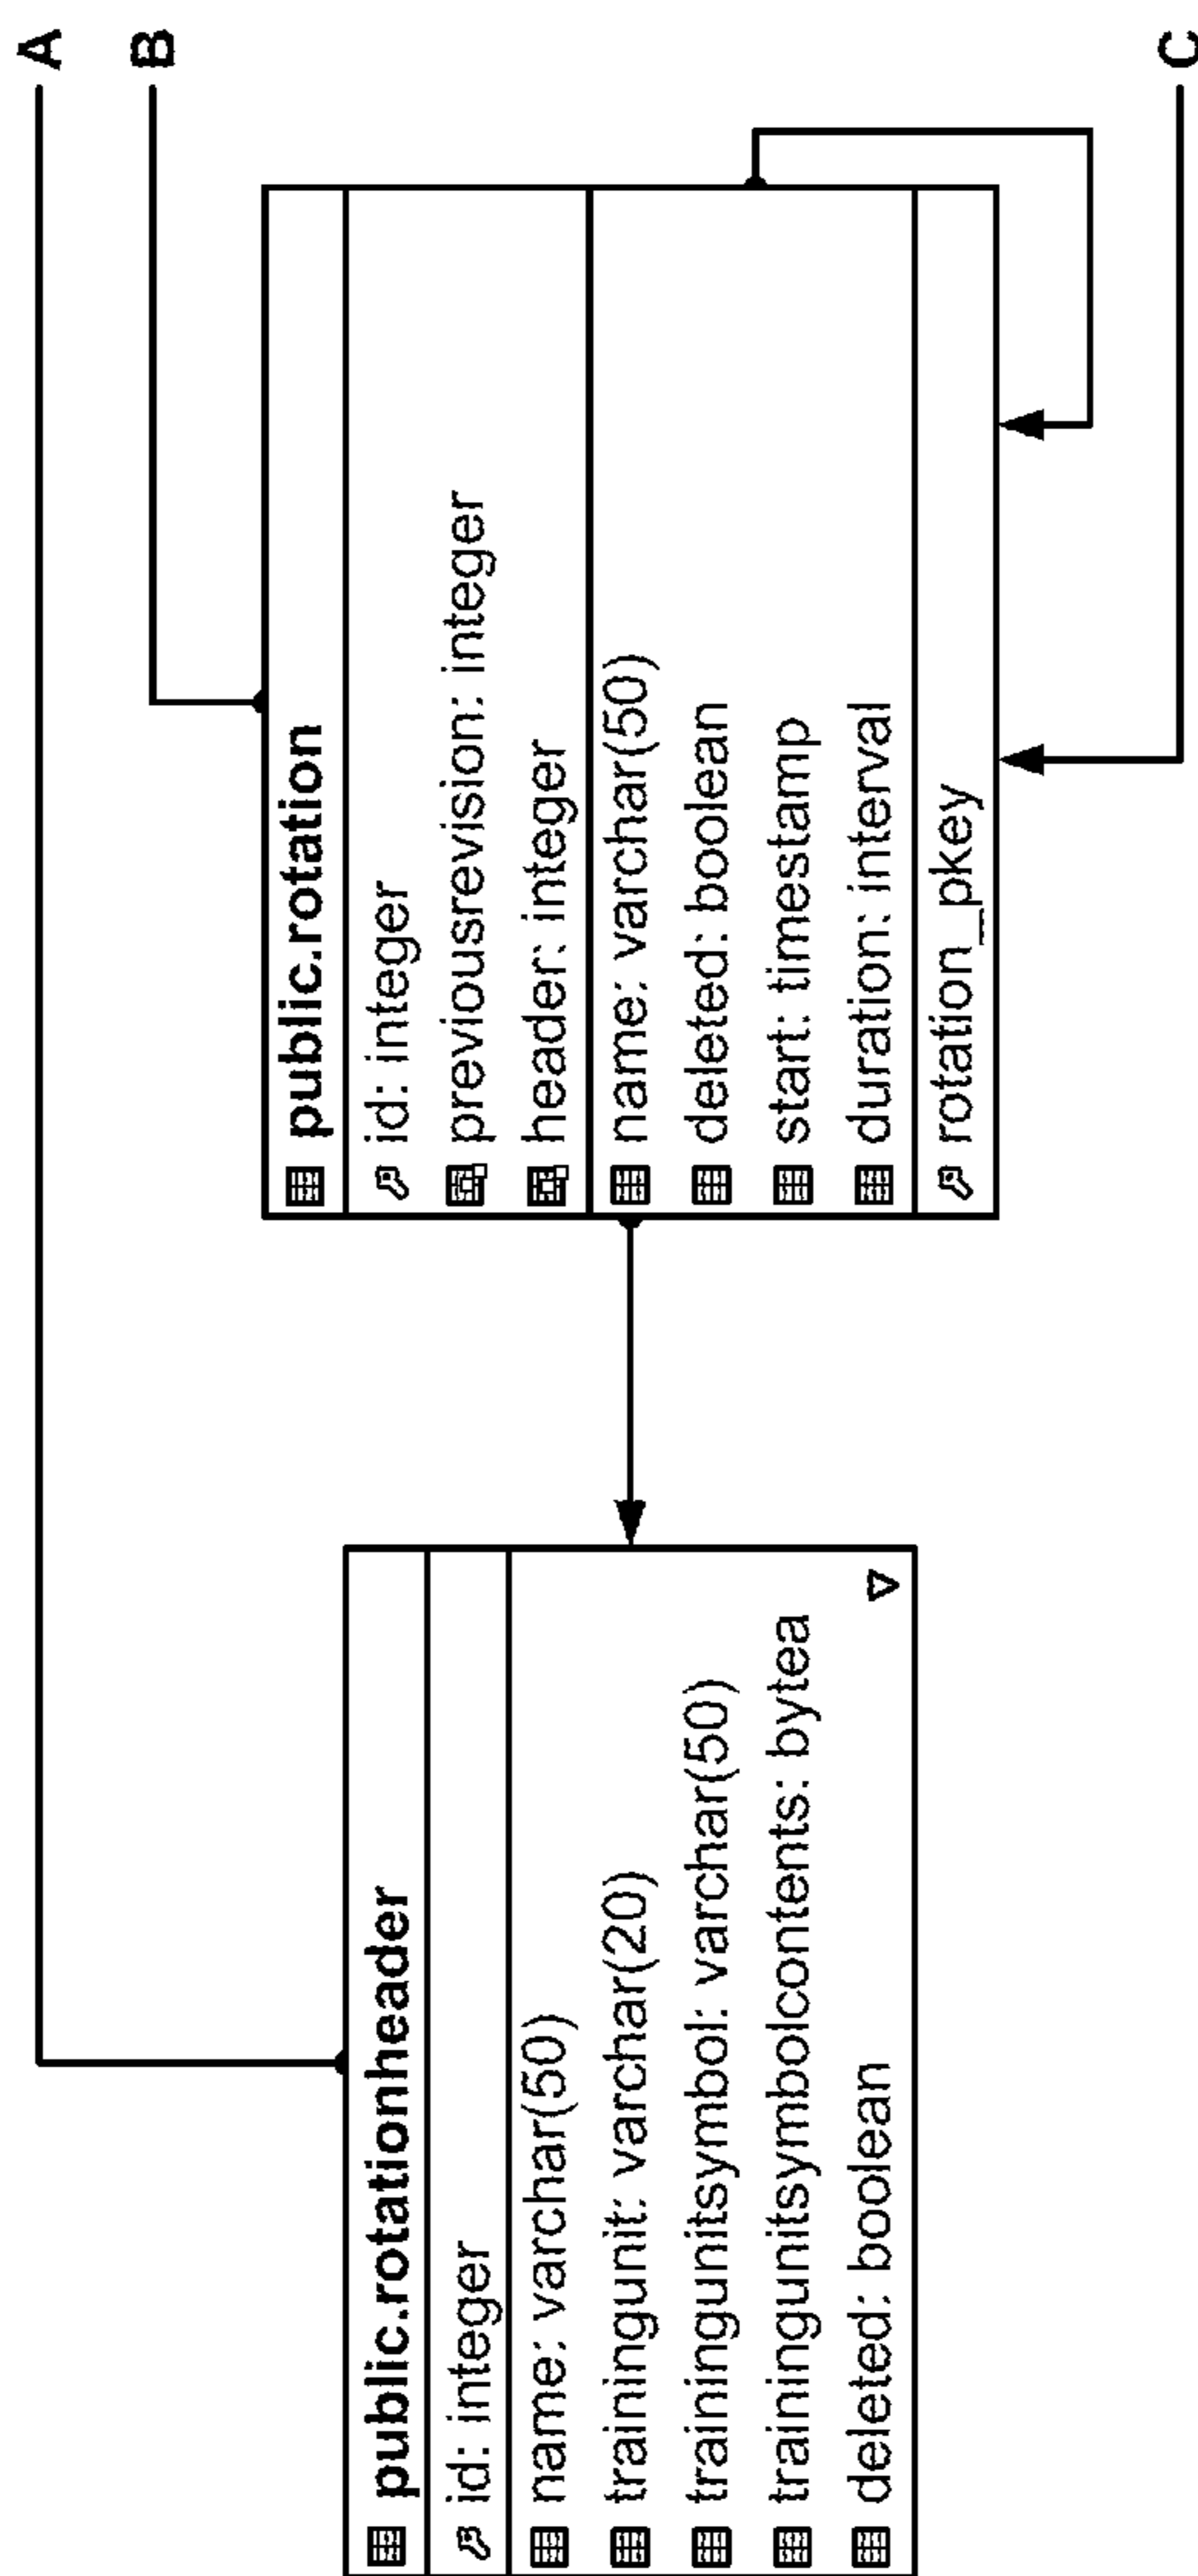 A
B
public.rotationheader
id: integer
name: varchar(50)
trainingunit: varchar(20)
trainingunitsymbol: varchar(50)
trainingunitsymbolcontents: bytea
deleted: boolean
public.rotation
id: integer
previousrevision: integer
header: integer
name: varchar(50)
deleted: boolean
start: timestamp
duration: interval
rotation_pkey
C